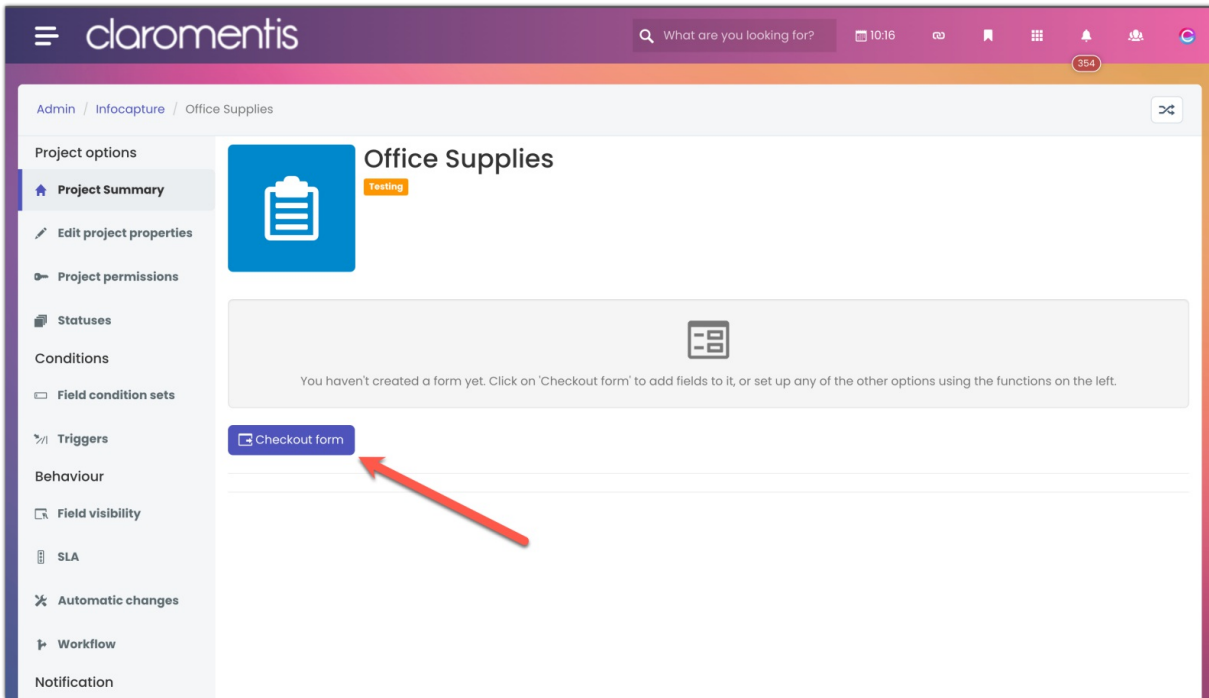 claromentis
What are you looking for?
10:16
354
Admin / Infocapture / Office Supplies
Project options
Project Summary
Edit project properties
Project permissions
Statuses
Conditions
Field condition sets
Triggers
Behaviour
Field visibility
SLA
Automatic changes
Workflow
Notification
Office Supplies
Testing
You haven't created a form yet. Click on 'Checkout form' to add fields to it, or set up any of the other options using the functions on the left.
Checkout form